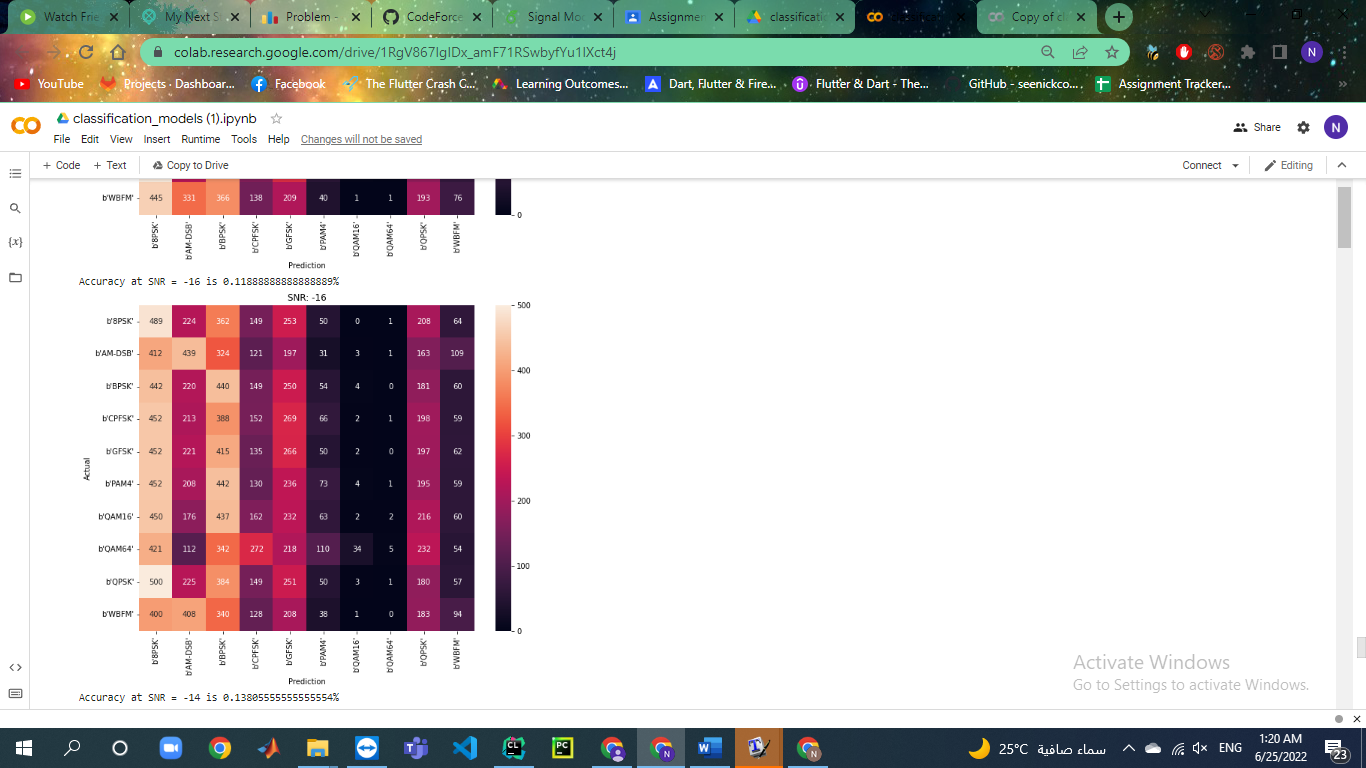 Watch Frie
My Next S
Problem -
CodeForce
Signal Mo
Assignmen
classificatio
Copy of cl
colab.research.google.com/drive/1RgV867IgIDx_amF71RSwbyfYu1IXct4j
N
YouTube
Projects · Dashboar...
Facebook
The Flutter Crash C...
Learning Outcomes...
Dart, Flutter & Fire...
Flutter & Dart - The...
GitHub - seenickco...
Assignment Tracker...
»
classification_models (1).ipynb
File Edit View Insert Runtime Tools Help Changes will not be saved
Share
N
+ Code + Text Copy to Drive
Connect
Editing
{x}
b'WBFM' 445 331 366 138 209 40 1 1 193 76
0
b'8PSK' b'AM-DSB' b'BPSK' b'CPFSK' b'GFSK' b'PAM4' b'QAM16' b'QAM64' b'QPSK' b'WBFM'
Prediction
Accuracy at SNR = -16 is 0.11888888888888889%
SNR: -16
b'8PSK' 489 224 362 149 253 50 0 1 208 64
b'AM-DSB' 412 439 324 121 197 31 3 1 163 109
b'BPSK' 442 220 440 149 250 54 4 0 181 60
b'CPFSK' 452 213 388 152 269 66 2 1 198 59
b'GFSK' 452 221 415 135 266 50 2 0 197 62
b'PAM4' 452 208 442 130 236 73 4 1 195 59
b'QAM16' 450 176 437 162 232 63 2 2 216 60
b'QAM64' 421 112 342 272 218 110 34 5 232 54
b'QPSK' 500 225 384 149 251 50 3 1 180 57
b'WBFM' 400 408 340 128 208 38 1 0 183 94
Actual
500
400
300
200
100
0
b'8PSK' b'AM-DSB' b'BPSK' b'CPFSK' b'GFSK' b'PAM4' b'QAM16' b'QAM64' b'QPSK' b'WBFM'
Prediction
Accuracy at SNR = -14 is 0.13805555555555554%
Activate Windows
Go to Settings to activate Windows.
25°C سماء صافية
ENG
1:20 AM
6/25/2022
23